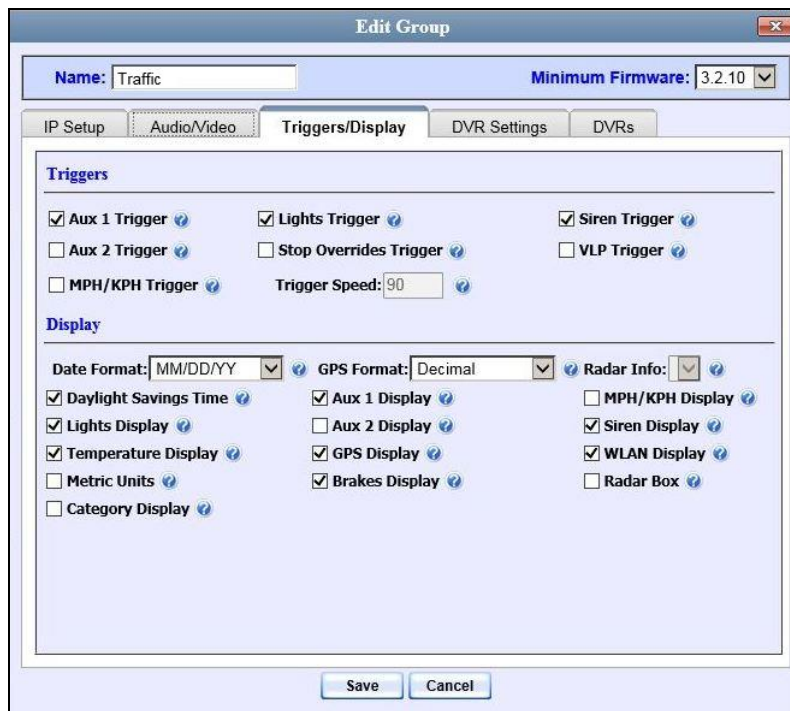 Edit Group
Name: Traffic Minimum Firmware: 3.2.10
IP Setup Audio/Video Triggers/Display DVR Settings DVRs
Triggers
Aux 1 Trigger Lights Trigger Siren Trigger
Aux 2 Trigger Stop Overrides Trigger VLP Trigger
MPH/KPH Trigger Trigger Speed: 90
Display
Date Format: MM/DD/YY GPS Format: Decimal Radar Info:
Daylight Savings Time Aux 1 Display MPH/KPH Display
Lights Display Aux 2 Display Siren Display
Temperature Display GPS Display WLAN Display
Metric Units Brakes Display Radar Box
Category Display
Save Cancel